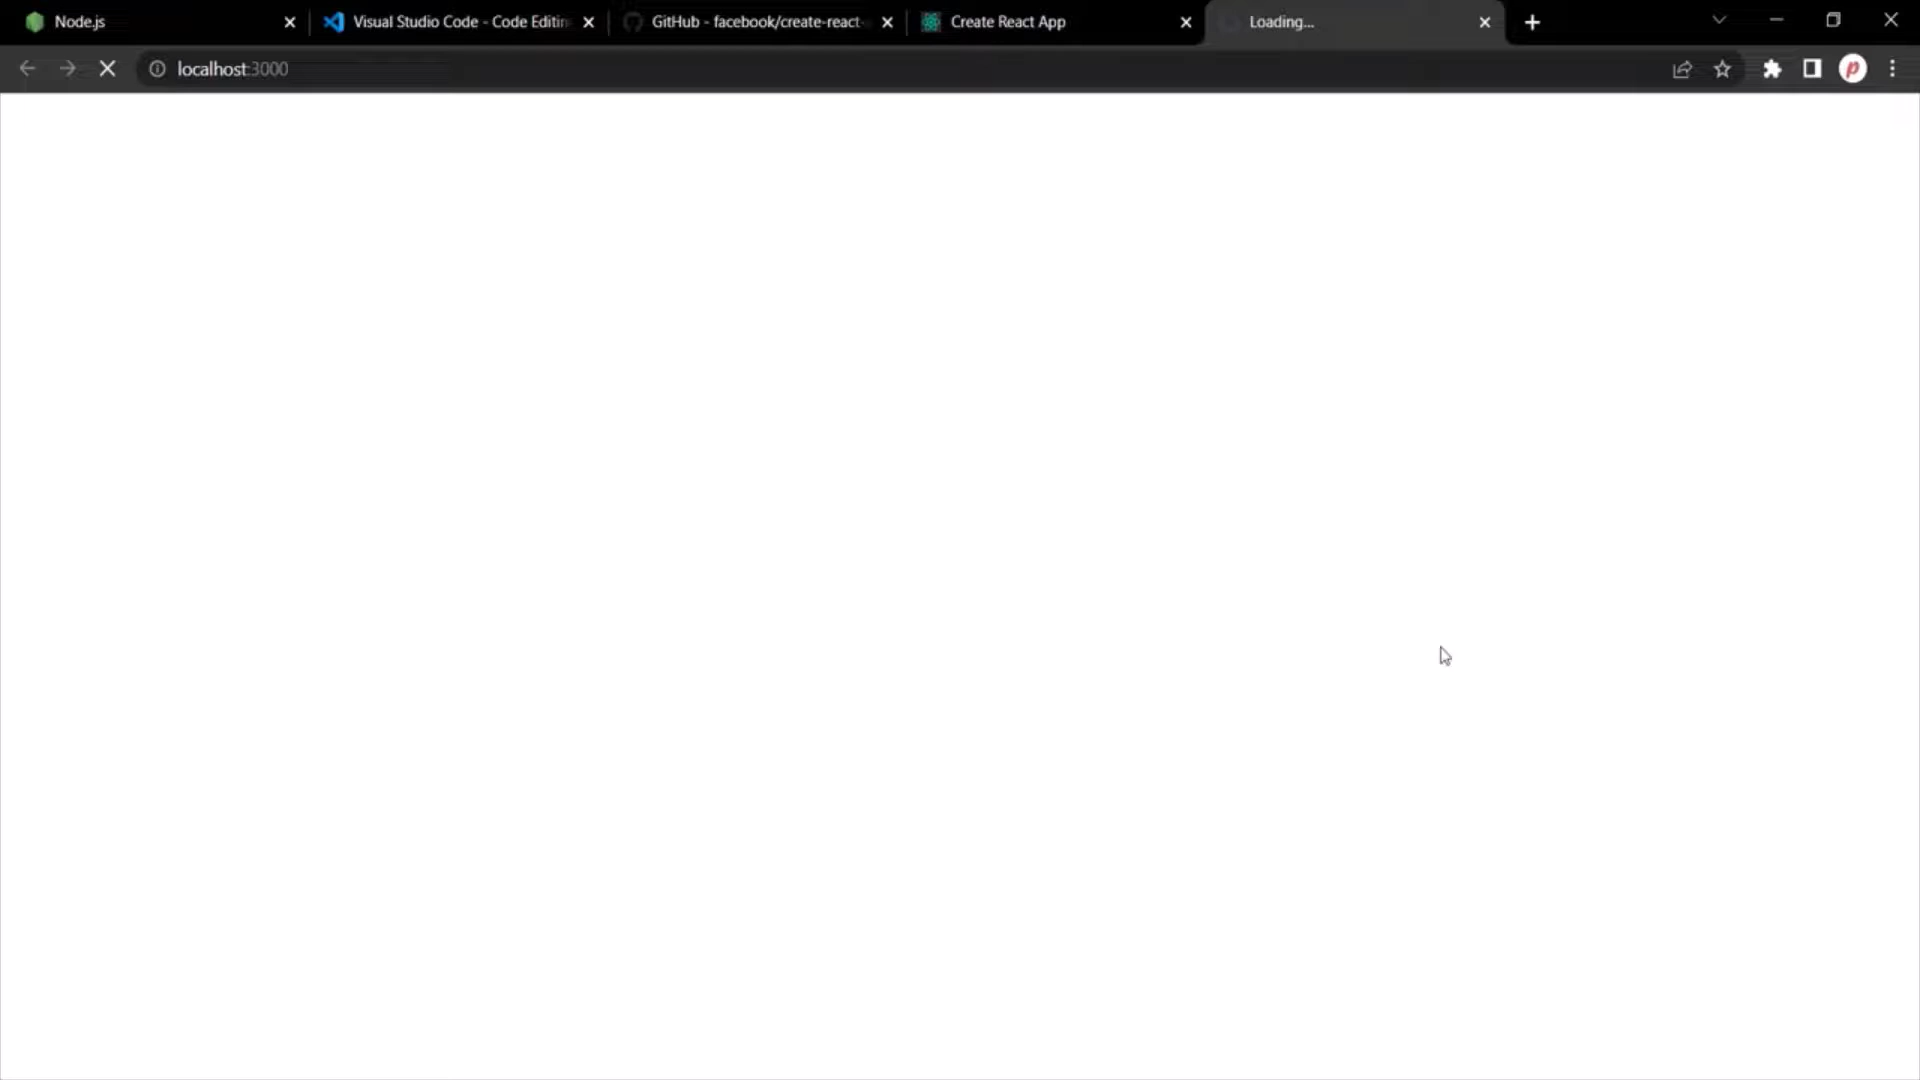 Node.js
Visual Studio Code - Code Editin
GitHub - facebook/create-react-
Create React App
Loading...
localhost:3000
p